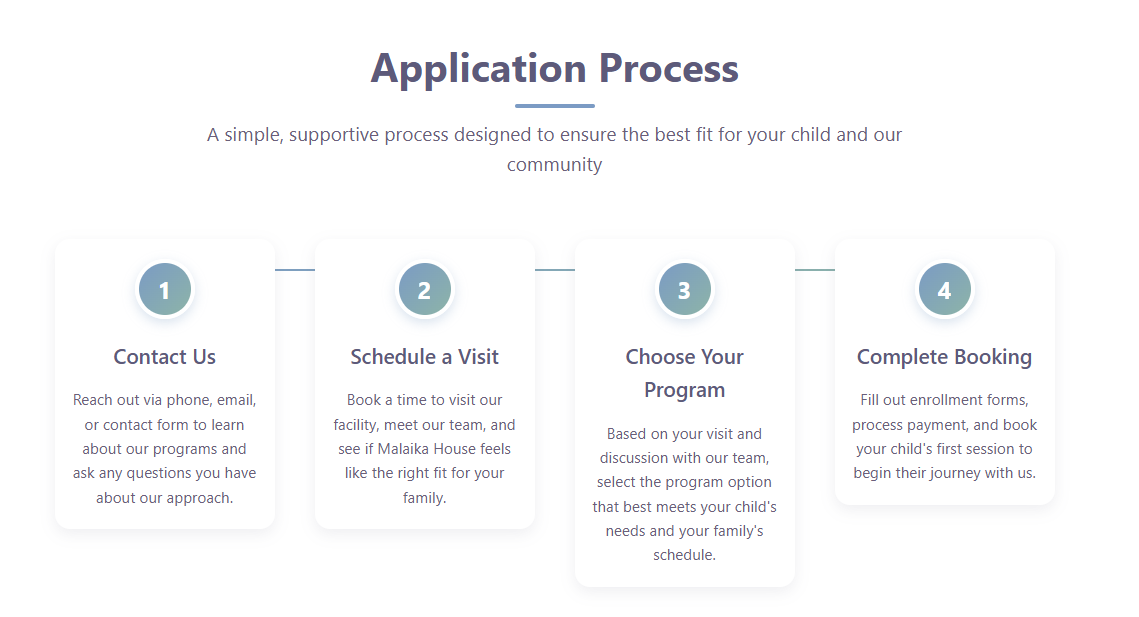 Application Process
A simple, supportive process designed to ensure the best fit for your child and our
community
1
Contact Us
Reach out via phone, email,
or contact form to learn
about our programs and
ask any questions you have
about our approach.
2
Schedule a Visit
Book a time to visit our
facility, meet our team, and
see if Malaika House feels
like the right fit for your
family.
3
Choose Your
Program
Based on your visit and
discussion with our team,
select the program option
that best meets your child's
needs and your family's
schedule.
4
Complete Booking
Fill out enrollment forms,
process payment, and book
your child's first session to
begin their journey with us.